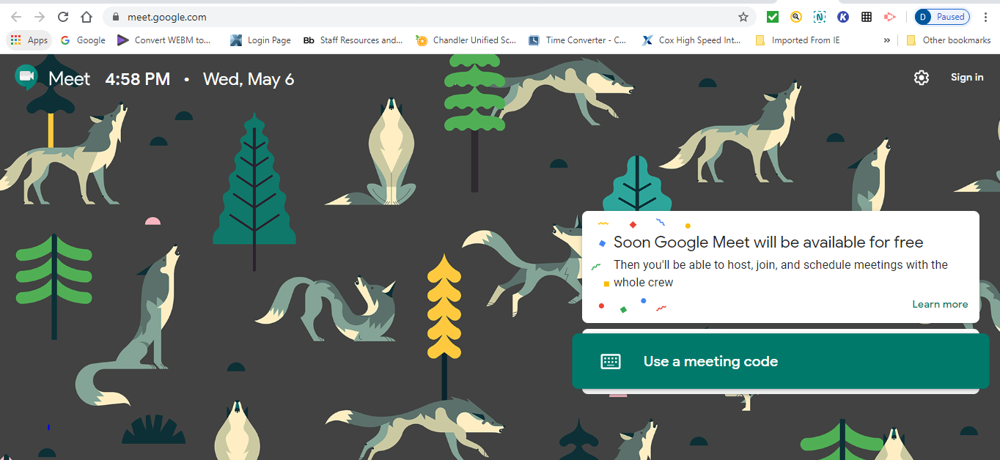 meet.google.com
D Paused
Apps Google Convert WEBM to... Login Page Bb Staff Resources and... Chandler Unified Sc... Time Converter - C... Cox High Speed Int... Imported From IE » Other bookmarks
Meet 4:58 PM • Wed, May 6 Sign in
Soon Google Meet will be available for free
Then you'll be able to host, join, and schedule meetings with the
whole crew
Learn more
Use a meeting code